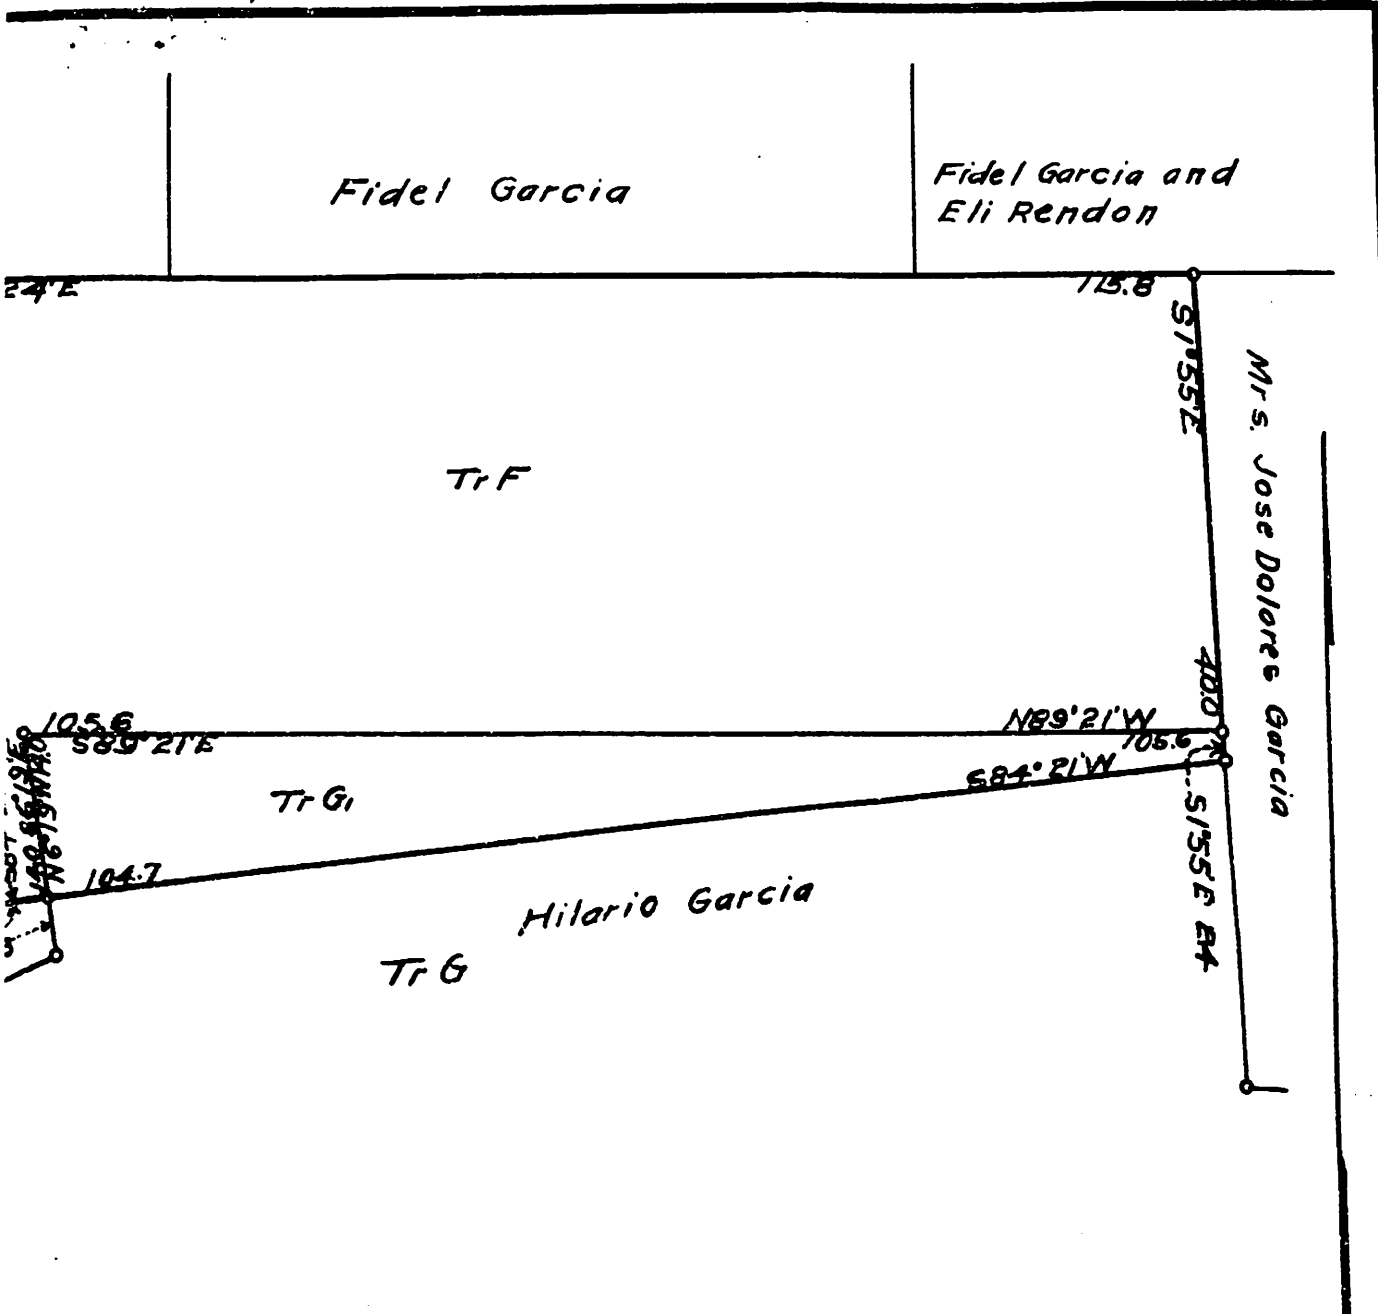 Fidel Garcia
Fidel Garcia and
Eli Rendon
24'E
115.8
S1°55'E
Mrs. Jose Dolores Garcia
Tr F
40.0
105.6
S89°21'E
N89°21'W
105.6
S84°21'W
Tr G1
S1°55'E
104.7
Hilario Garcia
Tr G